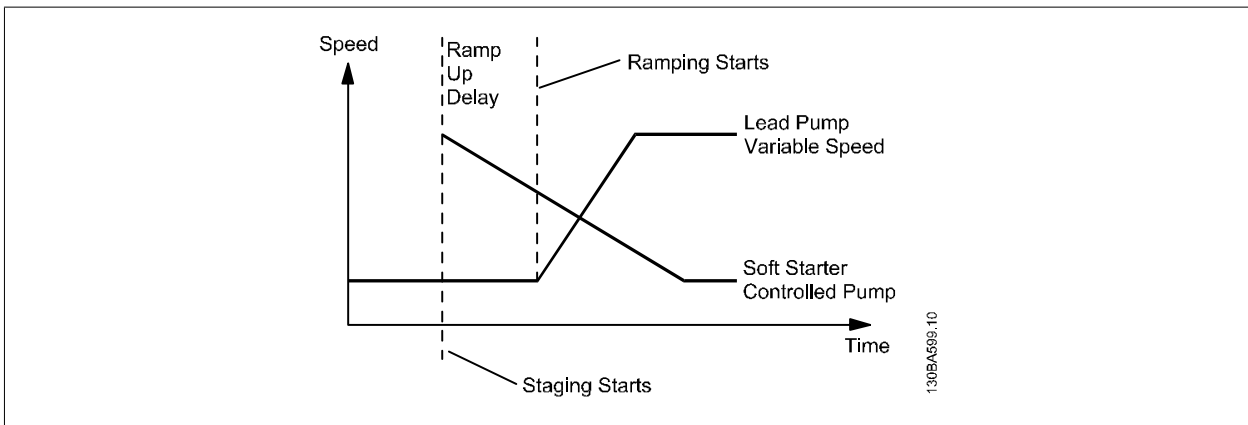 Speed
Ramp
Up
Delay
Ramping Starts
Lead Pump
Variable Speed
Soft Starter
Controlled Pump
Time
Staging Starts
130BA599.10